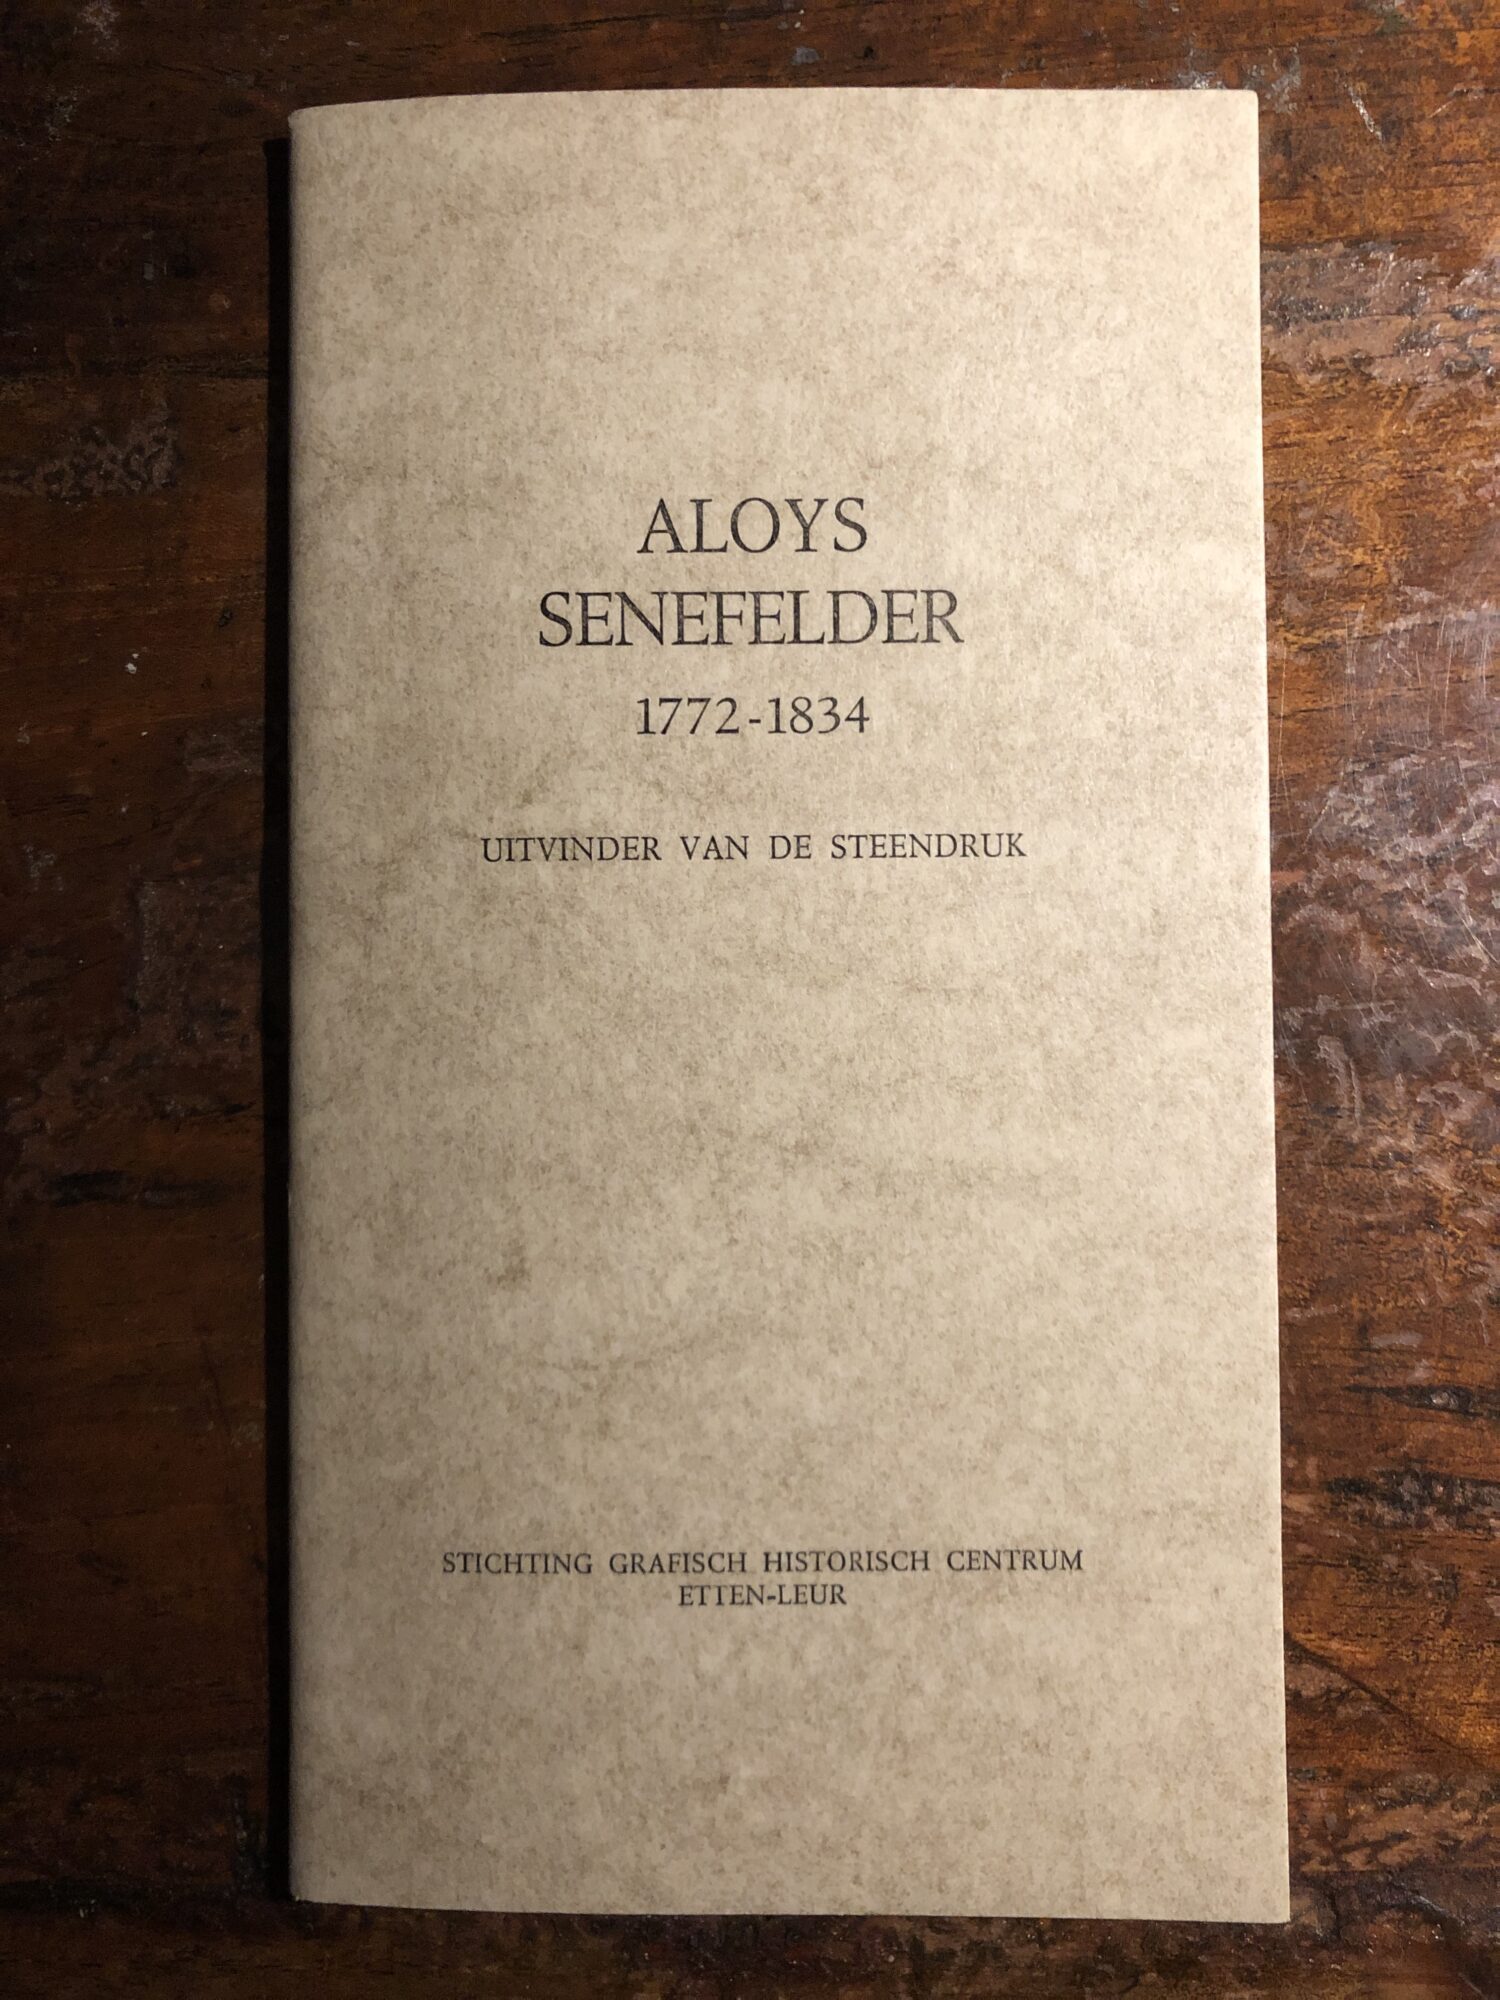 ALOYS
SENEFELDER
1772-1834
UITVINDER VAN DE STEENDRUK
STICHTING GRAFISCH HISTORISCH CENTRUM
ETTEN-LEUR